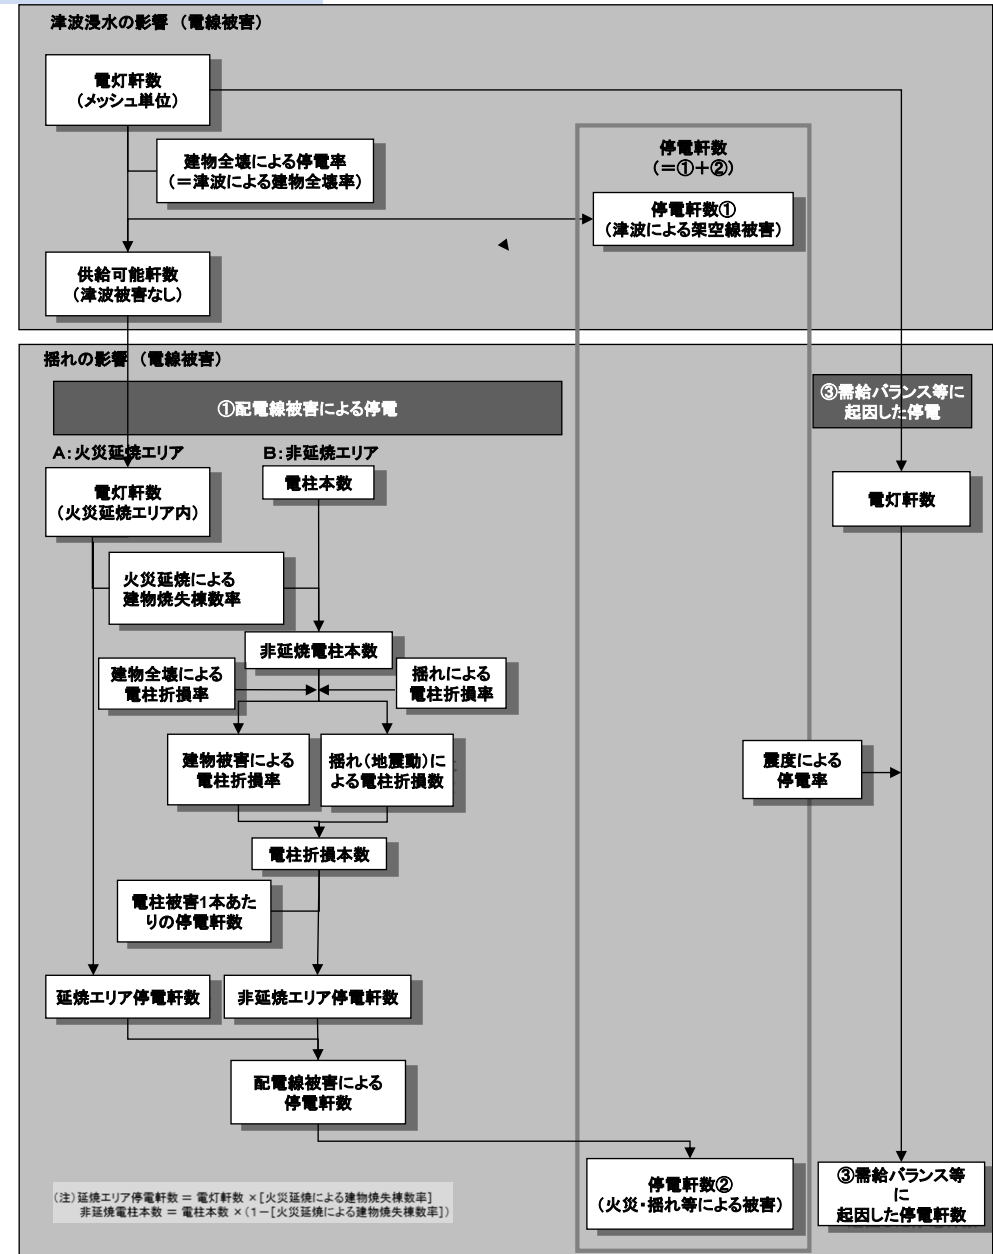 津波浸水の影響 （電線被害）
電灯軒数
（メッシュ単位）
建物全壊による停電率
（＝津波による建物全壊率）
停電軒数
（＝①＋②）
停電軒数①
（津波による架空線被害）
供給可能軒数
（津波被害なし）
揺れの影響 （電線被害）
①配電線被害による停電
③需給バランス等に
起因した停電
A：火災延焼エリア
B：非延焼エリア
電灯軒数
（火災延焼エリア内）
電柱本数
電灯軒数
火災延焼による
建物焼失棟数率
非延焼電柱本数
建物全壊による
電柱折損率
揺れによる
電柱折損率
建物被害による
電柱折損率
揺れ（地震動）に
よる電柱折損数
震度による
停電率
電柱折損本数
電柱被害1本あた
りの停電軒数
延焼エリア停電軒数
非延焼エリア停電軒数
配電線被害による
停電軒数
停電軒数②
（火災・揺れ等による被害）
③需給バランス等
に
起因した停電軒数
（注）延焼エリア停電軒数 ＝ 電灯軒数 ×［火災延焼による建物焼失棟数率］
非延焼電柱本数 ＝ 電柱本数 ×（1－［火災延焼による建物焼失棟数率］）